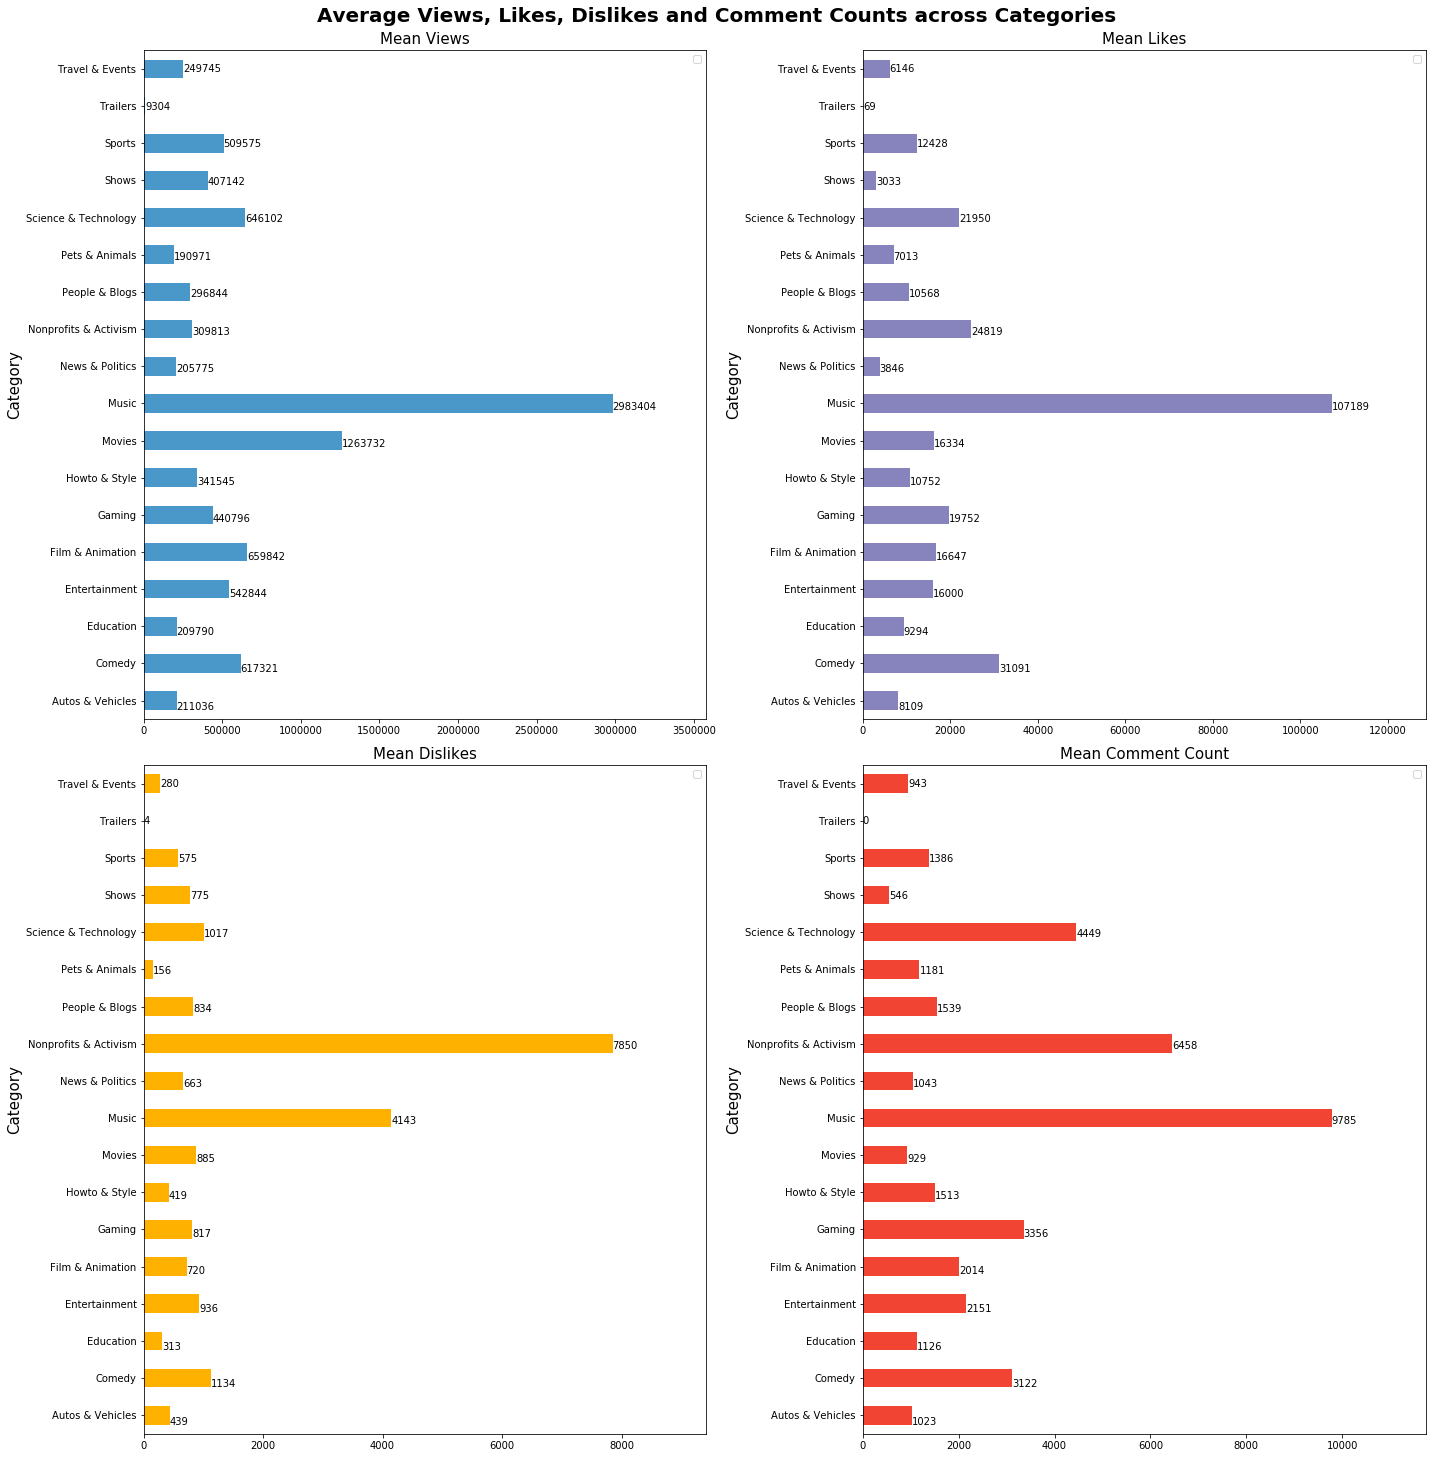 Average Views, Likes, Dislikes and Comment Counts across Categories
Mean Views
Category
Travel & Events 249745
Trailers 9304
Sports 509575
Shows 407142
Science & Technology 646102
Pets & Animals 190971
People & Blogs 296844
Nonprofits & Activism 309813
News & Politics 205775
Music 2983404
Movies 1263732
Howto & Style 341545
Gaming 440796
Film & Animation 659842
Entertainment 542844
Education 209790
Comedy 617321
Autos & Vehicles 211036
0 500000 1000000 1500000 2000000 2500000 3000000 3500000
Mean Likes
Category
Travel & Events 6146
Trailers 69
Sports 12428
Shows 3033
Science & Technology 21950
Pets & Animals 7013
People & Blogs 10568
Nonprofits & Activism 24819
News & Politics 3846
Music 107189
Movies 16334
Howto & Style 10752
Gaming 19752
Film & Animation 16647
Entertainment 16000
Education 9294
Comedy 31091
Autos & Vehicles 8109
0 20000 40000 60000 80000 100000 120000
Mean Dislikes
Category
Travel & Events 280
Trailers 4
Sports 575
Shows 775
Science & Technology 1017
Pets & Animals 156
People & Blogs 834
Nonprofits & Activism 7850
News & Politics 663
Music 4143
Movies 885
Howto & Style 419
Gaming 817
Film & Animation 720
Entertainment 936
Education 313
Comedy 1134
Autos & Vehicles 439
0 2000 4000 6000 8000
Mean Comment Count
Category
Travel & Events 943
Trailers 0
Sports 1386
Shows 546
Science & Technology 4449
Pets & Animals 1181
People & Blogs 1539
Nonprofits & Activism 6458
News & Politics 1043
Music 9785
Movies 929
Howto & Style 1513
Gaming 3356
Film & Animation 2014
Entertainment 2151
Education 1126
Comedy 3122
Autos & Vehicles 1023
0 2000 4000 6000 8000 10000